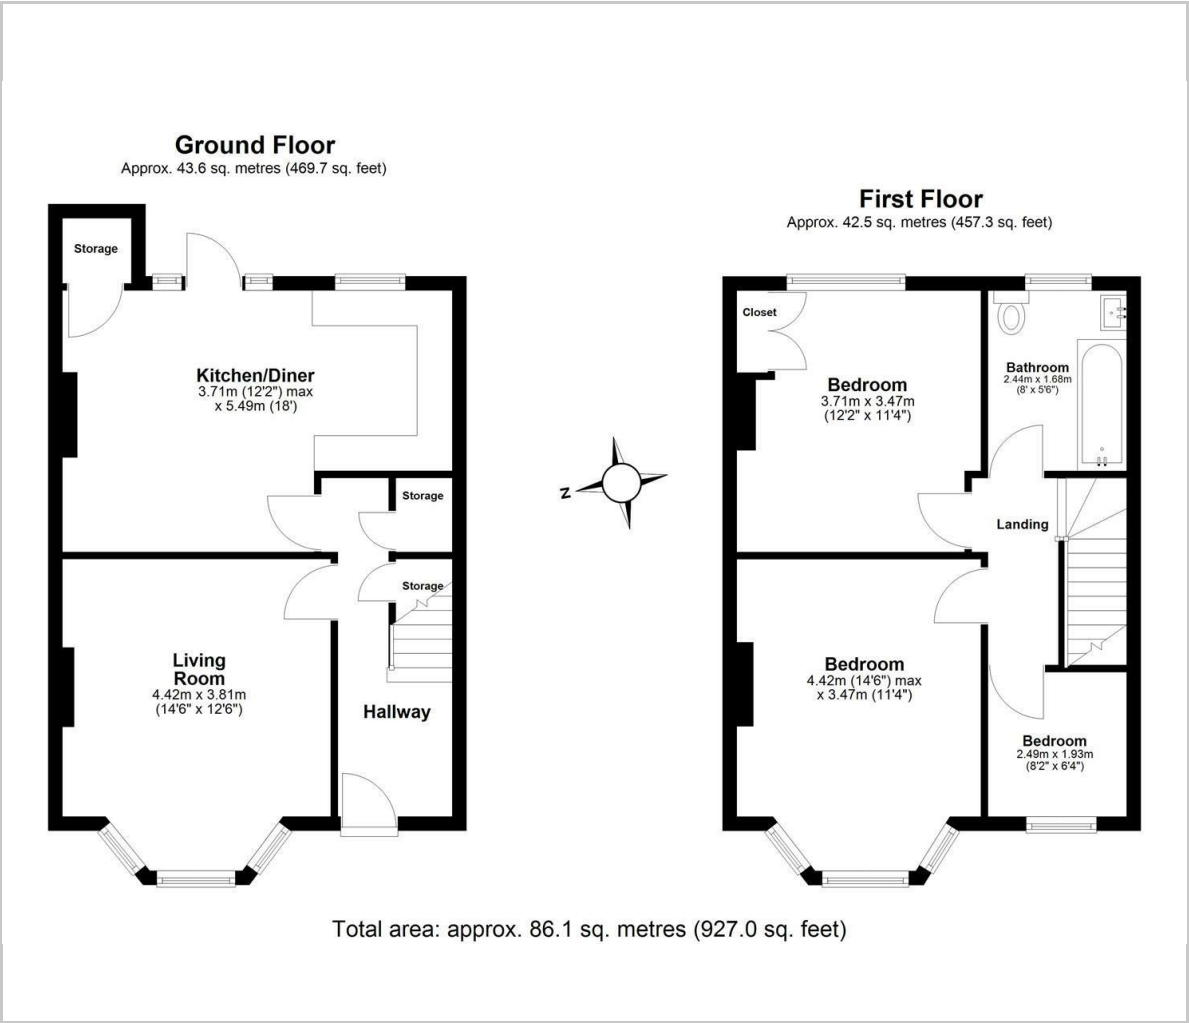 Ground Floor
Approx. 43.6 sq. metres (469.7 sq. feet)
Storage
Kitchen/Diner
3.71m (12'2") max
x 5.49m (18')
Storage
Storage
Living
Room
4.42m x 3.81m
(14'6" x 12'6")
Hallway
N
First Floor
Approx. 42.5 sq. metres (457.3 sq. feet)
Closet
Bedroom
3.71m x 3.47m
(12'2" x 11'4")
Bathroom
2.44m x 1.68m
(8' x 5'6")
Landing
Bedroom
4.42m (14'6") max
x 3.47m (11'4")
Bedroom
2.49m x 1.93m
(8'2" x 6'4")
Total area: approx. 86.1 sq. metres (927.0 sq. feet)